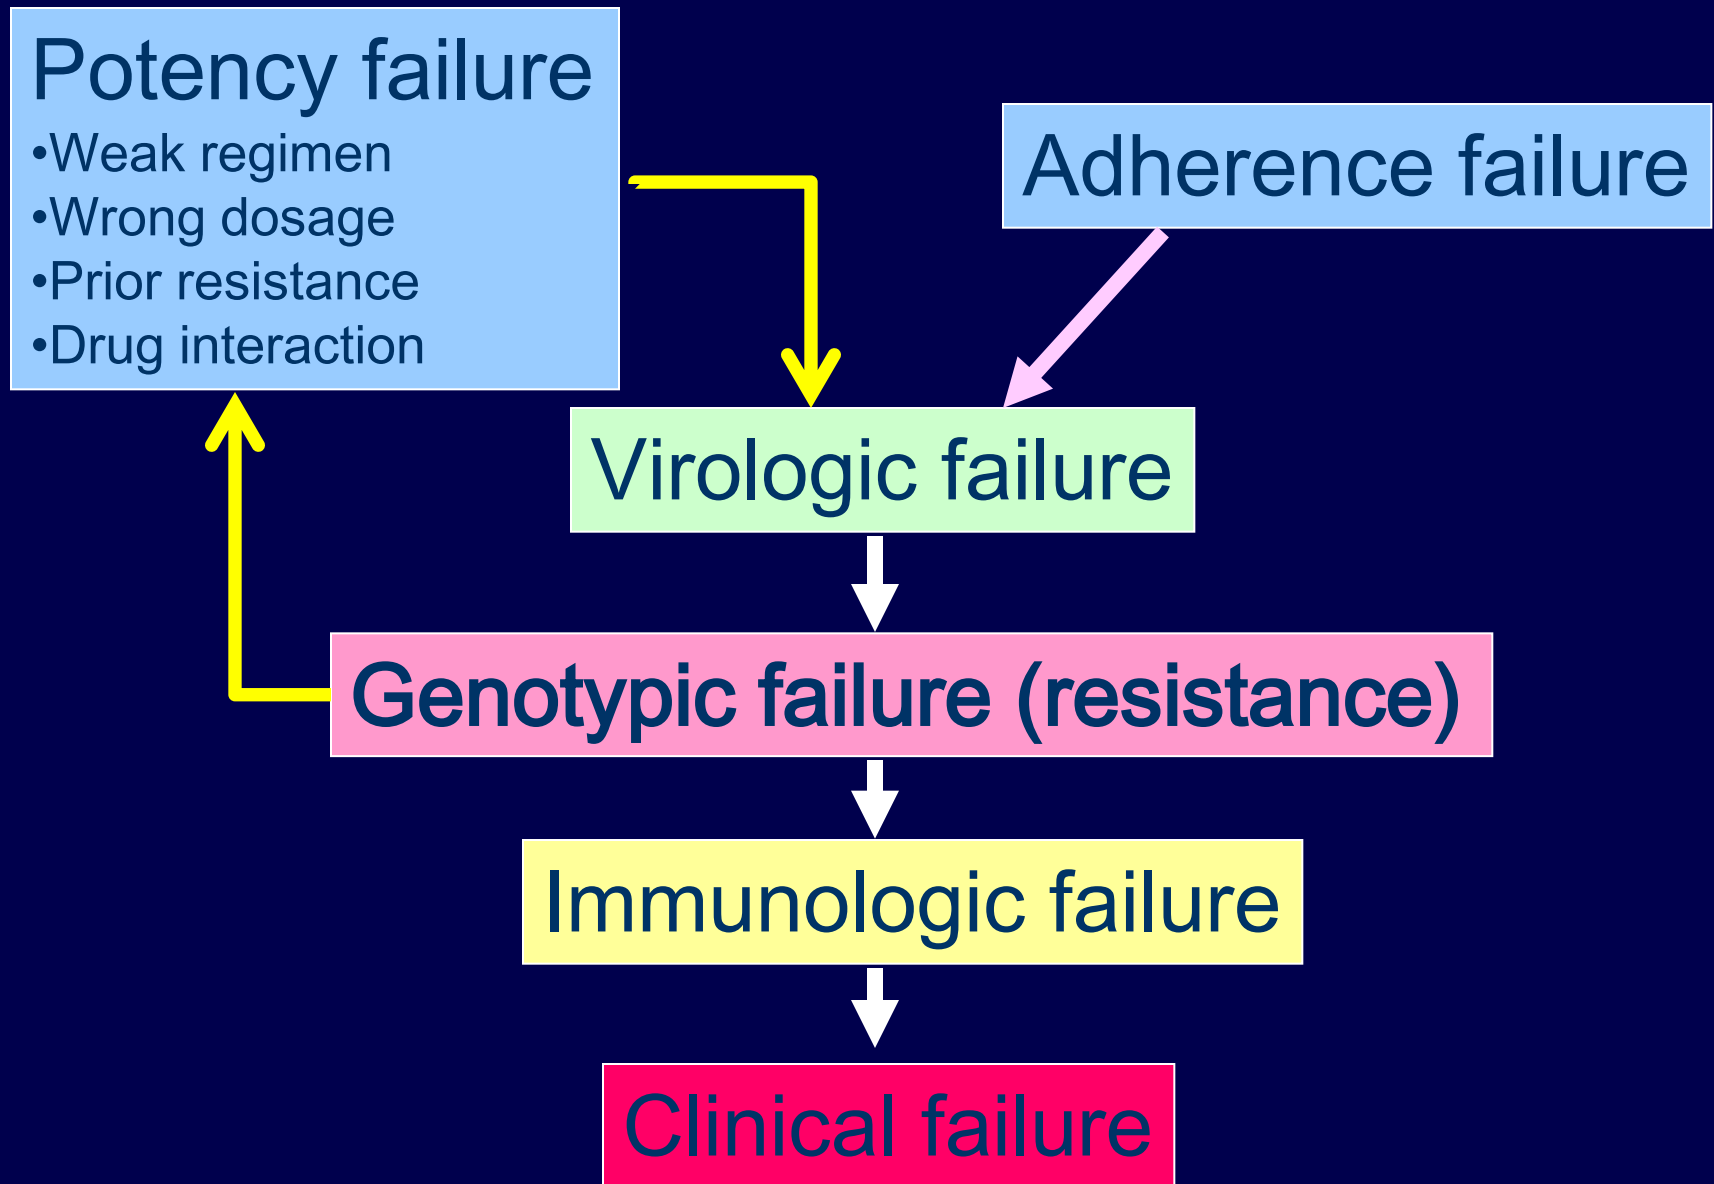 Potency failure
•Weak regimen
•Wrong dosage
•Prior resistance
•Drug interaction
Adherence failure
Virologic failure
Genotypic failure (resistance)
Immunologic failure
Clinical failure